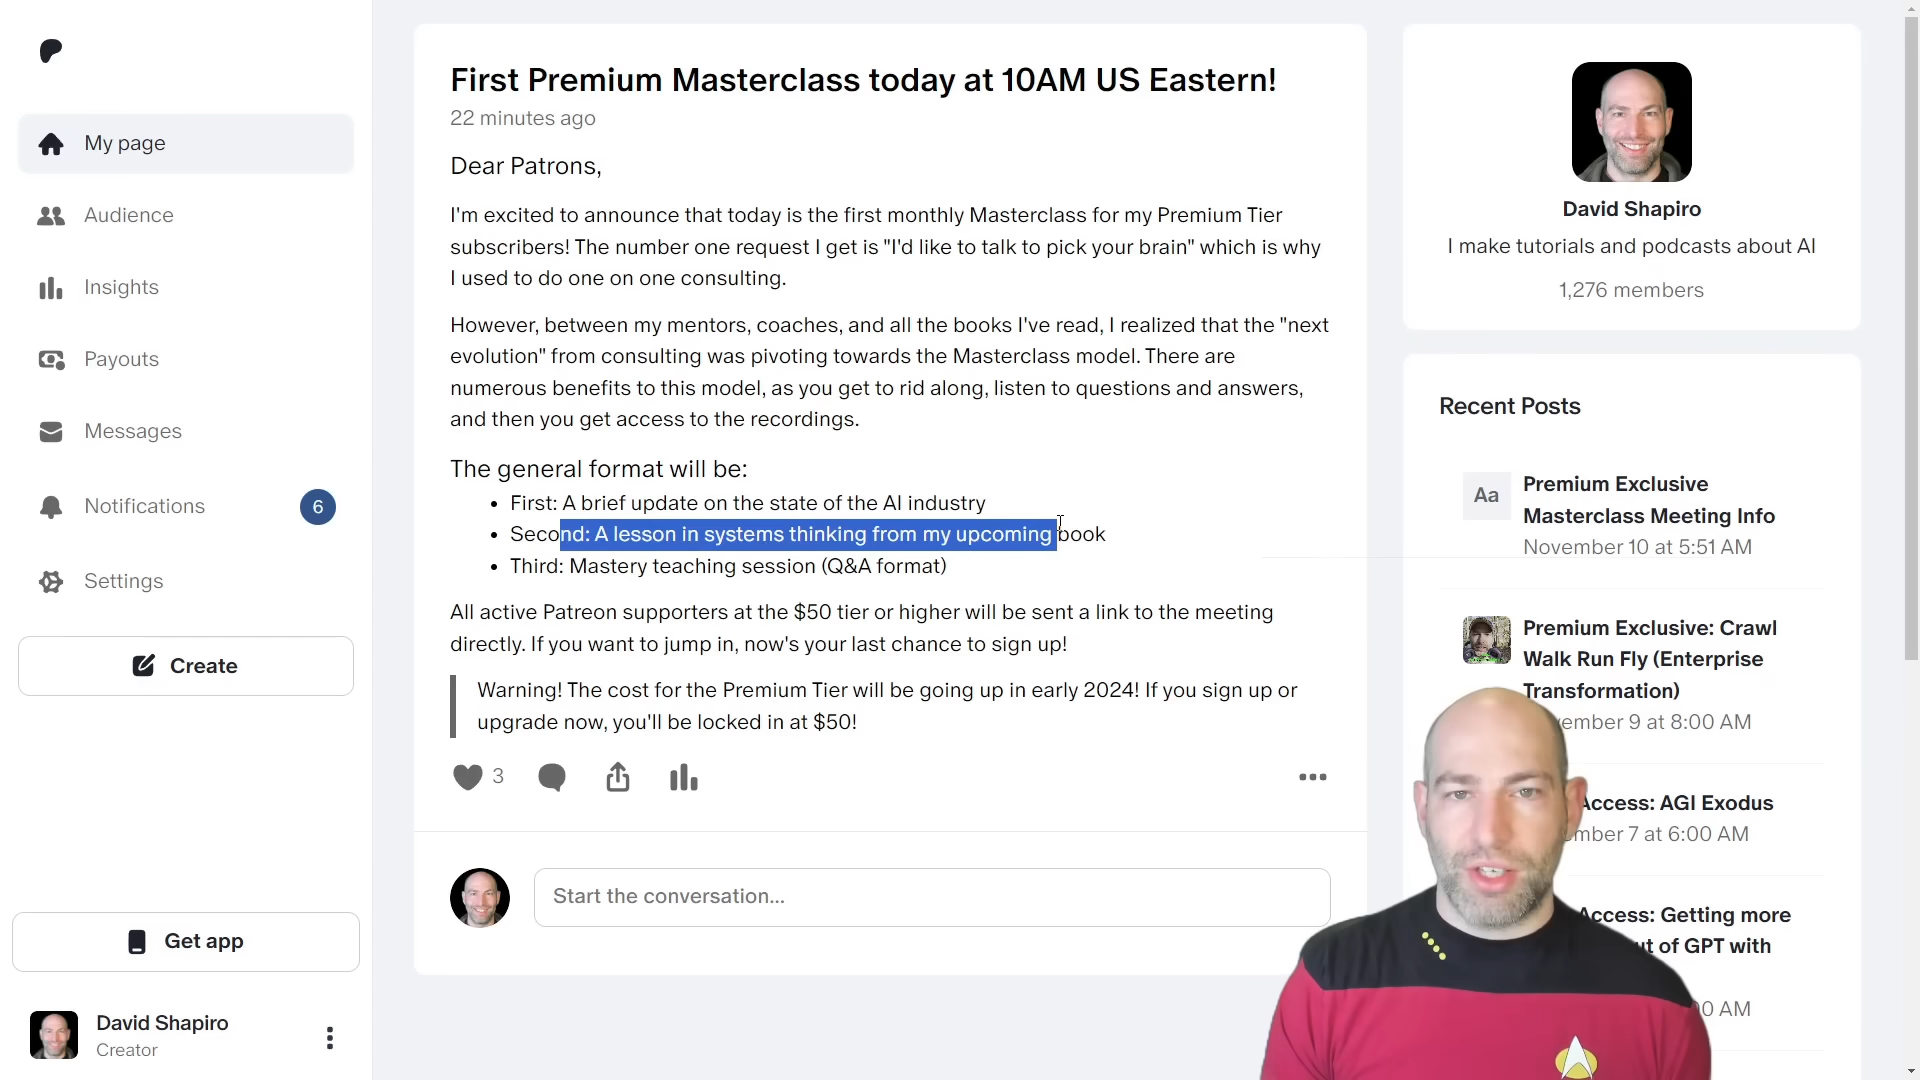 My page
Audience
Insights
Payouts
Messages
Notifications
6
Settings
Create
Get app
David Shapiro
Creator
First Premium Masterclass today at 10AM US Eastern!
22 minutes ago
Dear Patrons,
I'm excited to announce that today is the first monthly Masterclass for my Premium Tier
subscribers! The number one request I get is "I'd like to talk to pick your brain" which is why
I used to do one on one consulting.
However, between my mentors, coaches, and all the books I've read, I realized that the "next
evolution" from consulting was pivoting towards the Masterclass model. There are
numerous benefits to this model, as you get to rid along, listen to questions and answers,
and then you get access to the recordings.
The general format will be:
• First: A brief update on the state of the AI industry
• Second: A lesson in systems thinking from my upcoming book
• Third: Mastery teaching session (Q&A format)
All active Patreon supporters at the $50 tier or higher will be sent a link to the meeting
directly. If you want to jump in, now's your last chance to sign up!
Warning! The cost for the Premium Tier will be going up in early 2024! If you sign up or
upgrade now, you'll be locked in at $50!
3
Start the conversation...
David Shapiro
I make tutorials and podcasts about AI
1,276 members
Recent Posts
Aa
Premium Exclusive
Masterclass Meeting Info
November 10 at 5:51 AM
Premium Exclusive: Crawl
Walk Run Fly (Enterprise
Transformation)
9 at 8:00 AM
Access: AGI Exodus
7 at 6:00 AM
Access: Getting more
of GPT with
AM